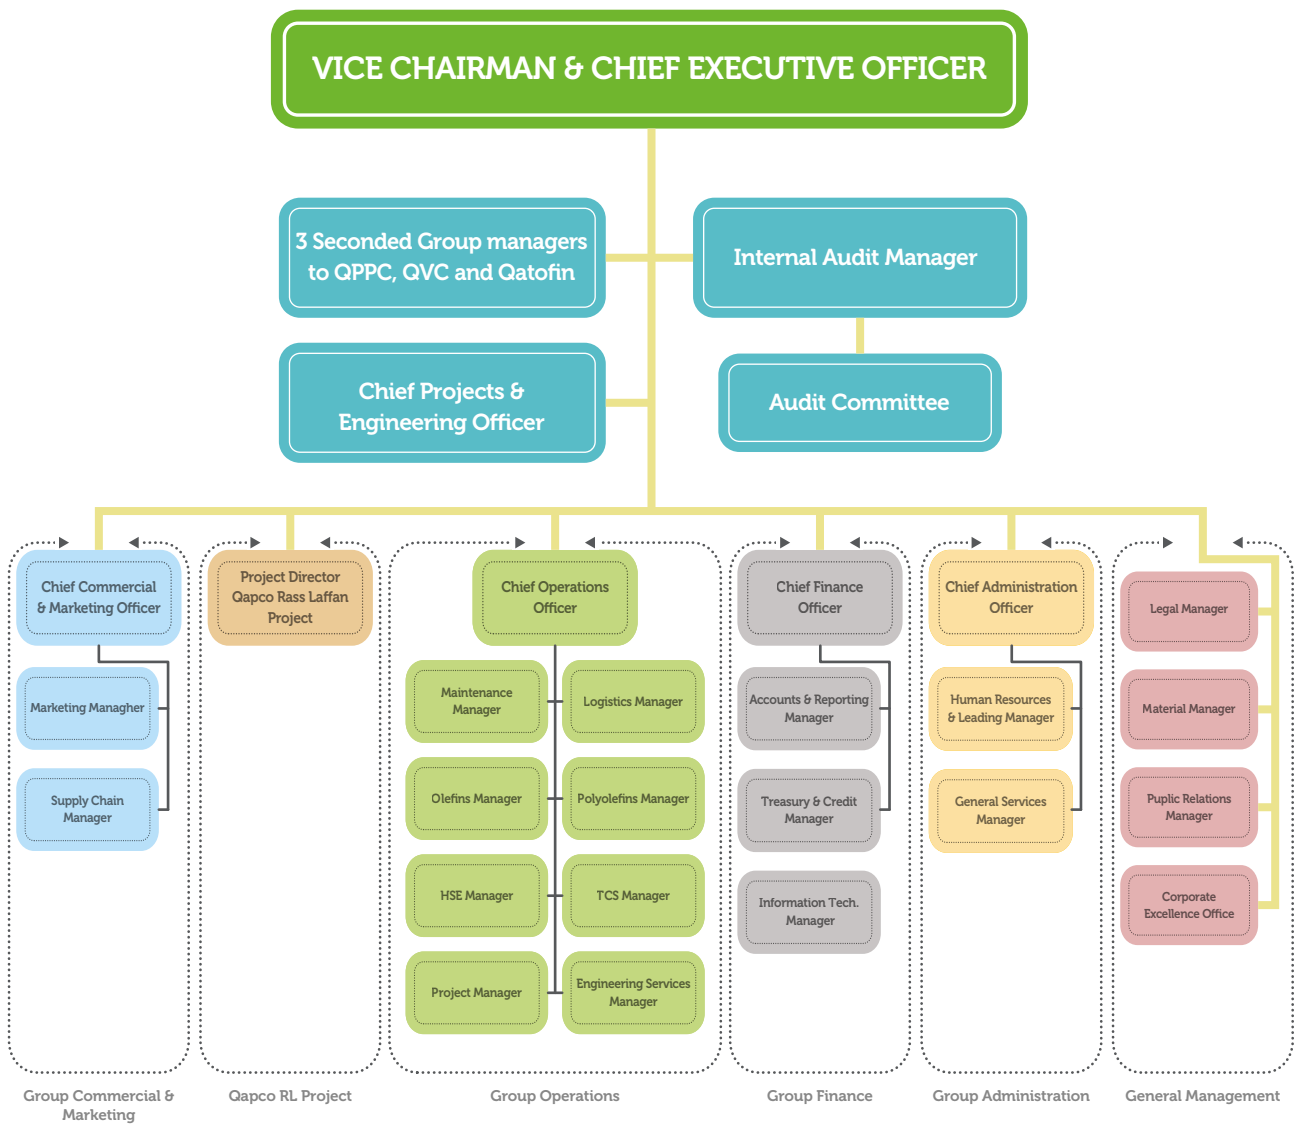 VICE CHAIRMAN & CHIEF EXECUTIVE OFFICER
3 Seconded Group managers
to QPPC, QVC and Qatofin
Internal Audit Manager
Chief Projects &
Engineering Officer
Audit Committee
Chief Commercial
& Marketing Officer
Marketing Managher
Supply Chain
Manager
Group Commercial &
Marketing
Project Director
Qapco Rass Laffan
Project
Qapco RL Project
Chief Operations
Officer
Maintenance
Manager
Logistics Manager
Olefins Manager
Polyolefins Manager
HSE Manager
TCS Manager
Project Manager
Engineering Services
Manager
Group Operations
Chief Finance
Officer
Accounts & Reporting
Manager
Treasury & Credit
Manager
Information Tech.
Manager
Group Finance
Chief Administration
Officer
Human Resources
& Leading Manager
General Services
Manager
Group Administration
Legal Manager
Material Manager
Puplic Relations
Manager
Corporate
Excellence Office
General Management